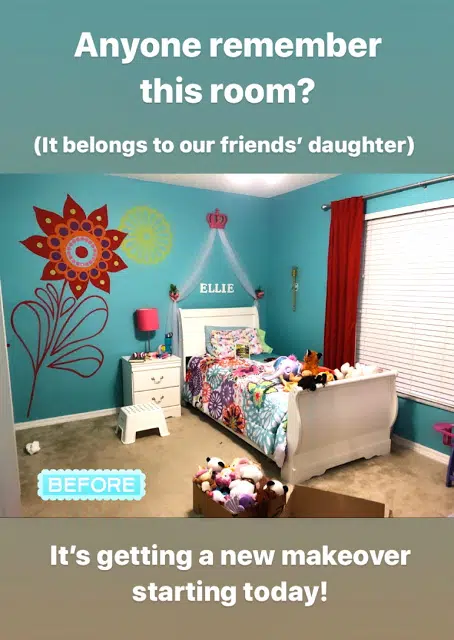 Anyone remember
this room?
(It belongs to our friends’ daughter)
ELLIE
BEFORE
It’s getting a new makeover
starting today!